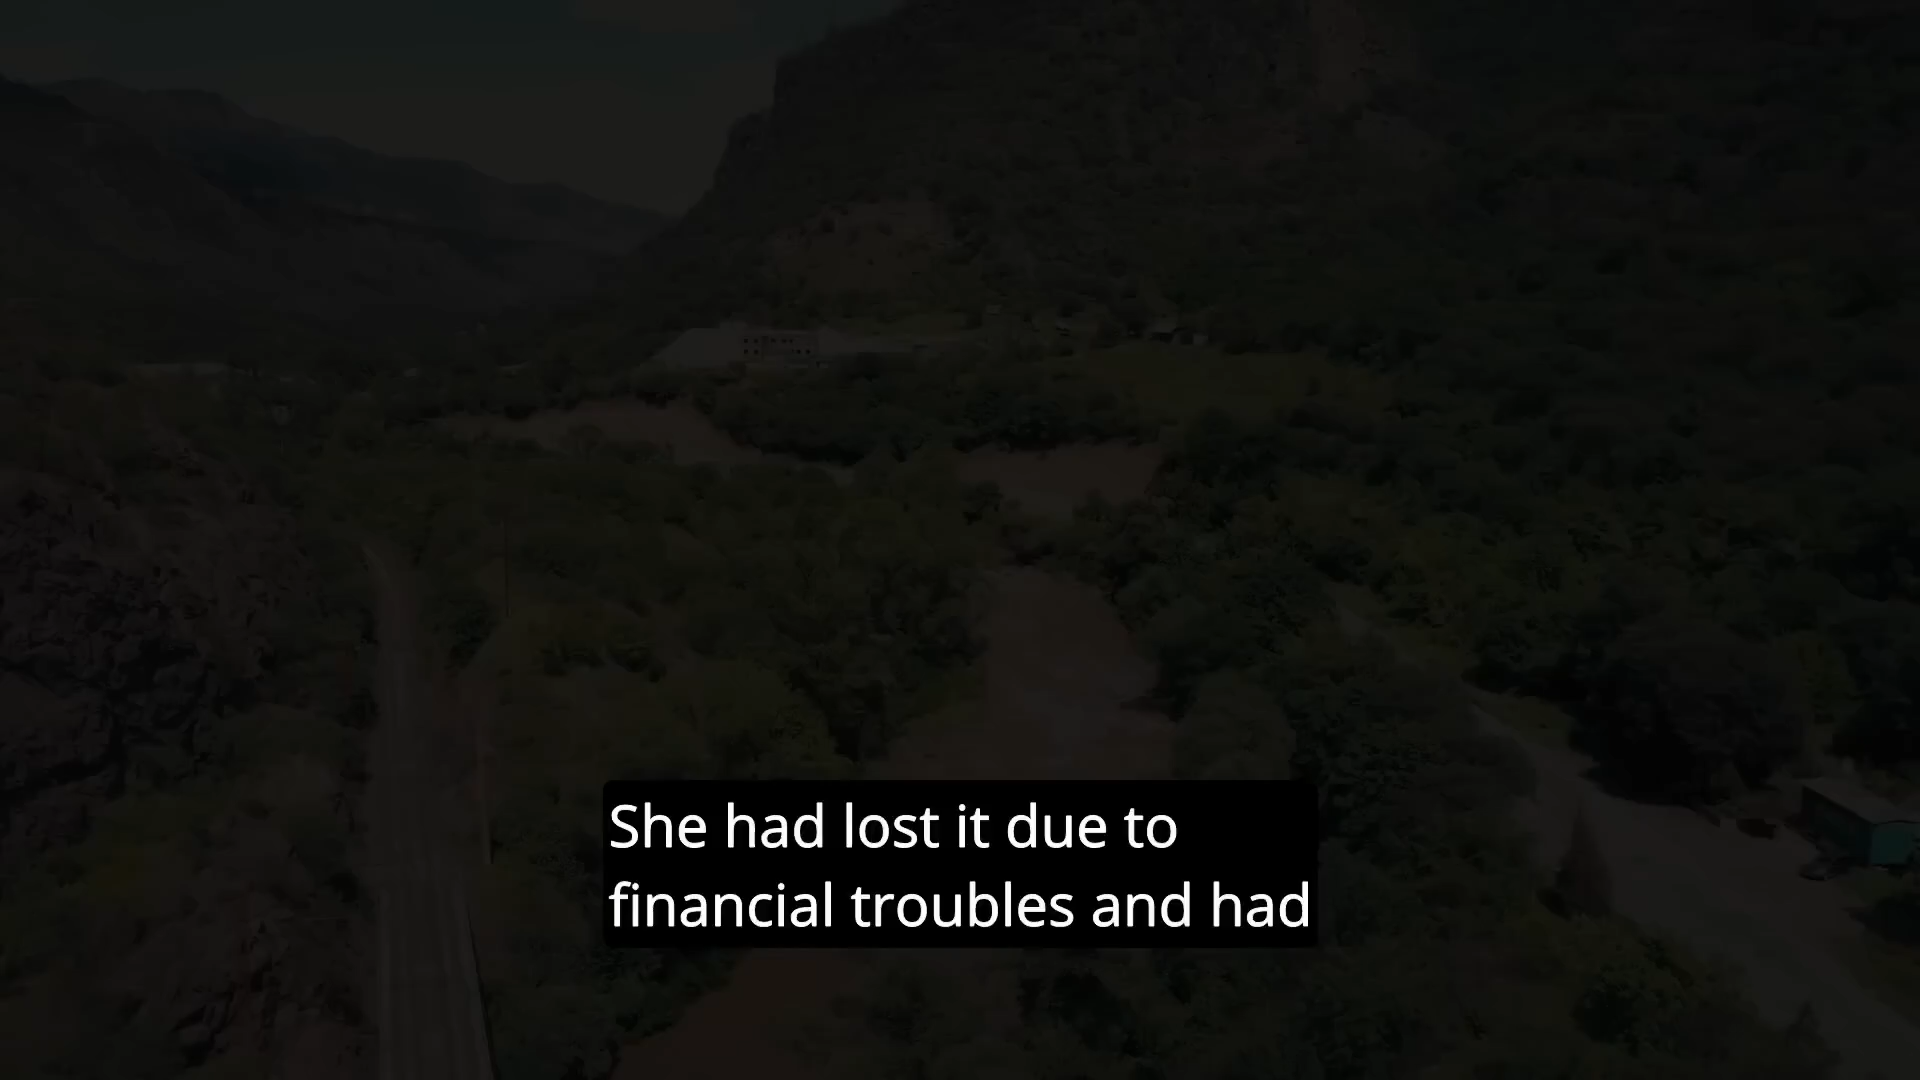 She had lost it due to
financial troubles and had